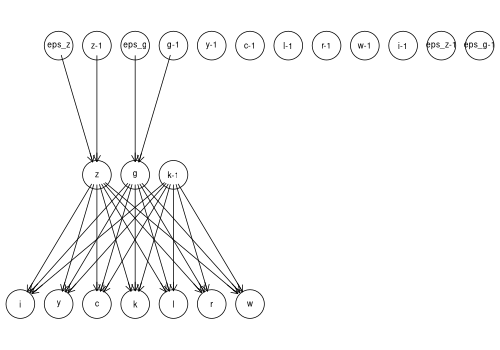 eps_z z-1 eps_g g-1 y-1 c-1 l-1 r-1 w-1 i-1 eps_z-1 eps_g-1
z g k-1
i y c k l r w